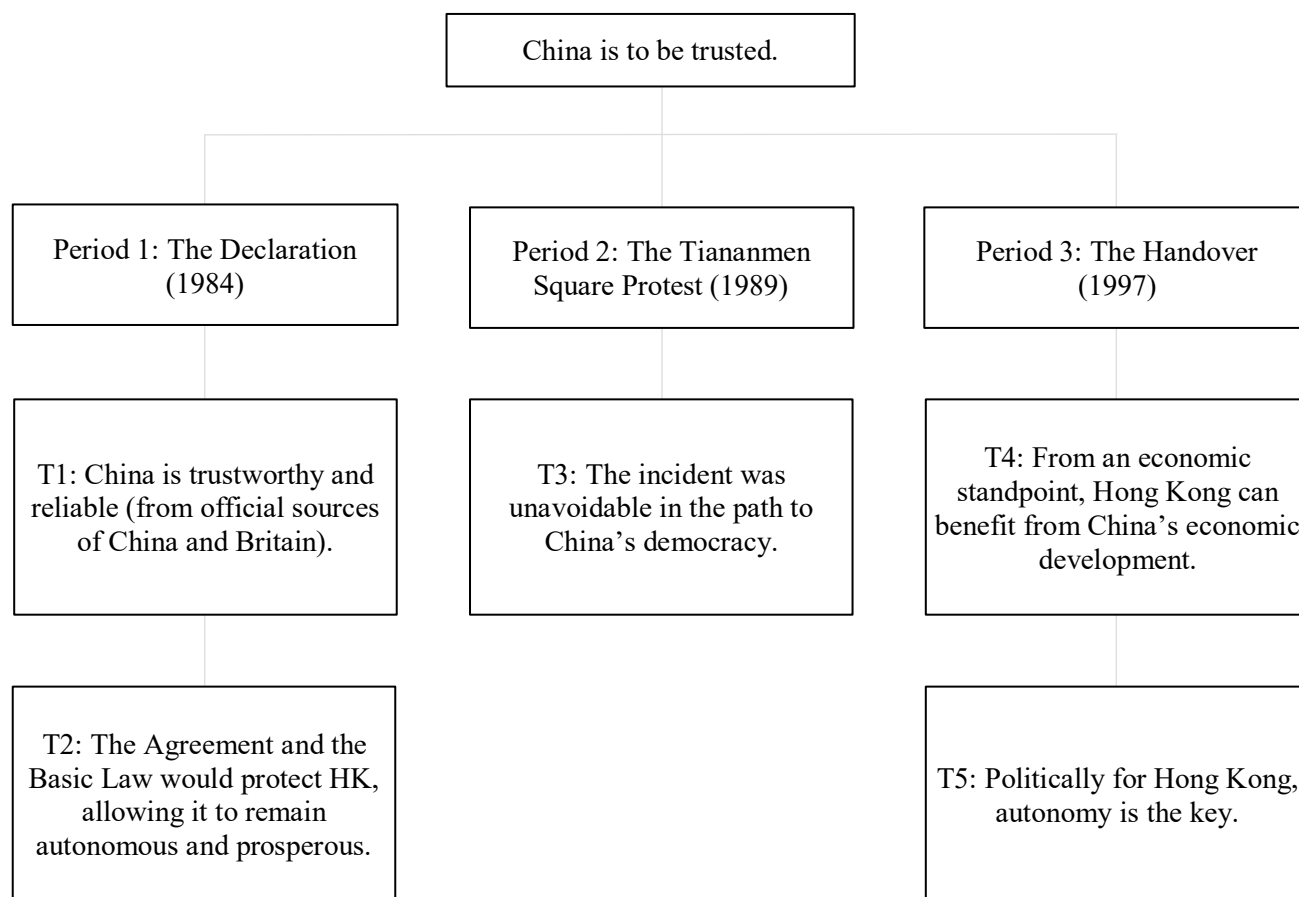 China is to be trusted.
Period 1: The Declaration
(1984)
Period 2: The Tiananmen
Square Protest (1989)
Period 3: The Handover
(1997)
T1: China is trustworthy and
reliable (from official sources
of China and Britain).
T3: The incident was
unavoidable in the path to
China’s democracy.
T4: From an economic
standpoint, Hong Kong can
benefit from China’s economic
development.
T2: The Agreement and the
Basic Law would protect HK,
allowing it to remain
autonomous and prosperous.
T5: Politically for Hong Kong,
autonomy is the key.